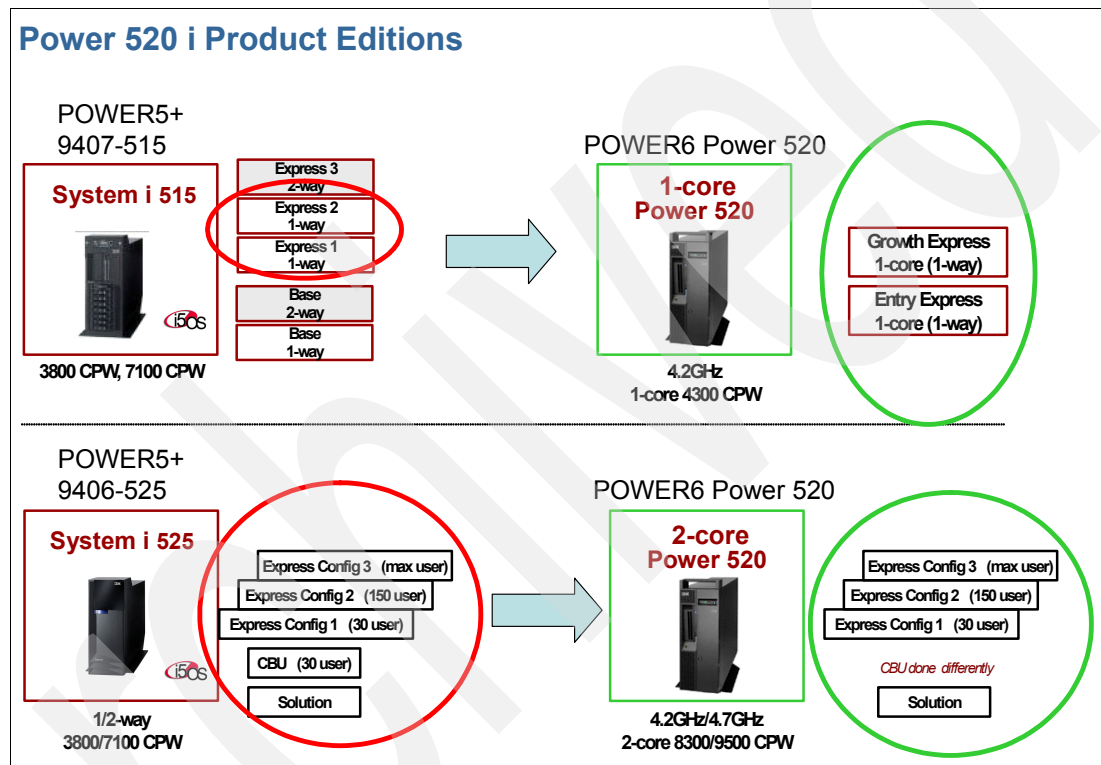 Power 520 i Product Editions
POWER5+
9407-515
System i 515
i5OS
3800 CPW, 7100 CPW
Express 3
2-way
Express 2
1-way
Express 1
1-way
Base
2-way
Base
1-way
POWER6 Power 520
1-core
Power 520
4.2GHz
1-core 4300 CPW
Growth Express
1-core (1-way)
Entry Express
1-core (1-way)
POWER5+
9406-525
System i 525
i5OS
1/2-way
3800/7100 CPW
Express Config 3 (max user)
Express Config 2 (150 user)
Express Config 1 (30 user)
CBU (30 user)
Solution
POWER6 Power 520
2-core
Power 520
4.2GHz/4.7GHz
2-core 8300/9500 CPW
Express Config 3 (max user)
Express Config 2 (150 user)
Express Config 1 (30 user)
CBU done differently
Solution